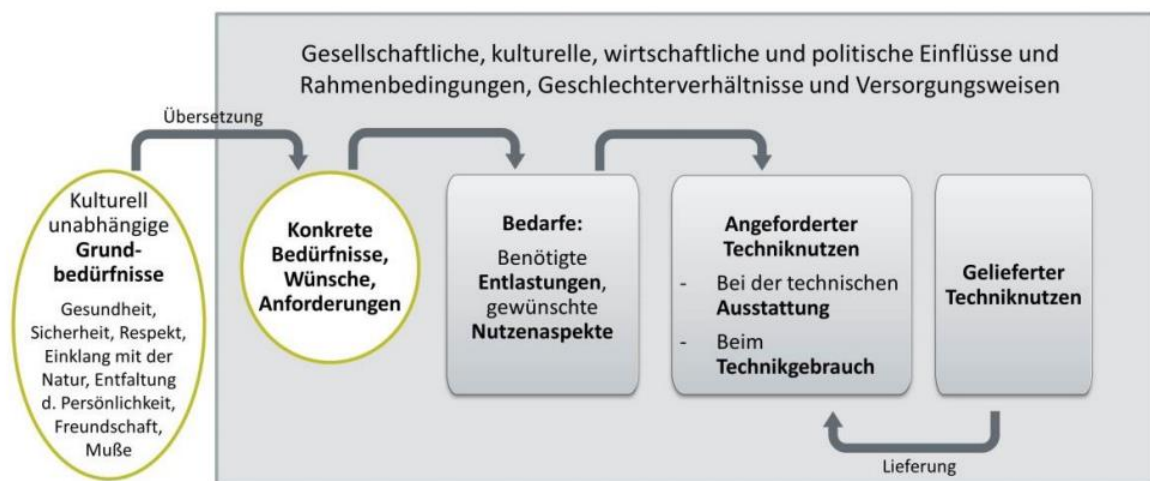 Gesellschaftliche, kulturelle, wirtschaftliche und politische Einflüsse und
Rahmenbedingungen, Geschlechterverhältnisse und Versorgungsweisen
Übersetzung
Kulturell
unabhängige
Grund-
bedürfnisse
Gesundheit,
Sicherheit, Respekt,
Einklang mit der
Natur, Entfaltung
d. Persönlichkeit,
Freundschaft,
Muße
Konkrete
Bedürfnisse,
Wünsche,
Anforderungen
Bedarfe:
Benötigte
Entlastungen,
gewünschte
Nutzenaspekte
Angeforderter
Techniknutzen
- Bei der technischen
Ausstattung
- Beim
Technikgebrauch
Gelieferter
Techniknutzen
Lieferung